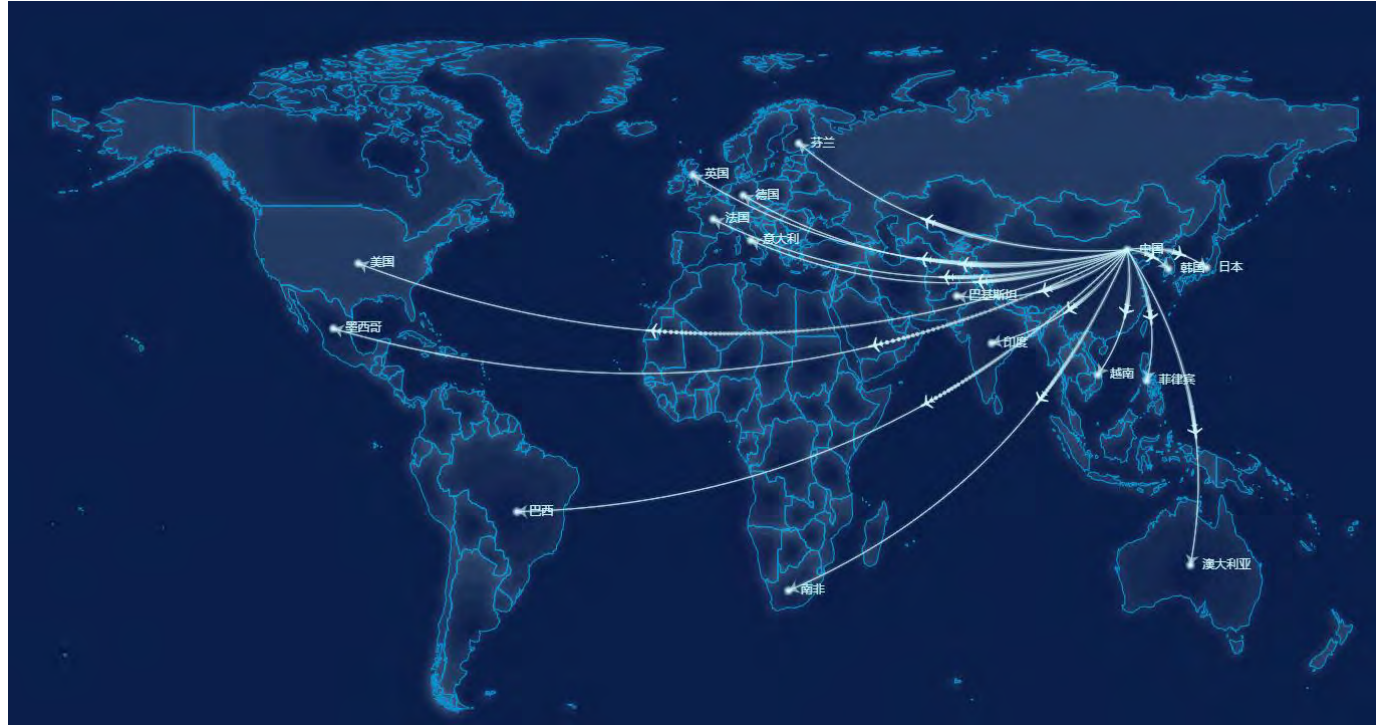 芬兰
英国
德国
法国
意大利
中国
美国
韩国
日本
巴基斯坦
墨西哥
印度
越南
菲律宾
巴西
澳大利亚
南非